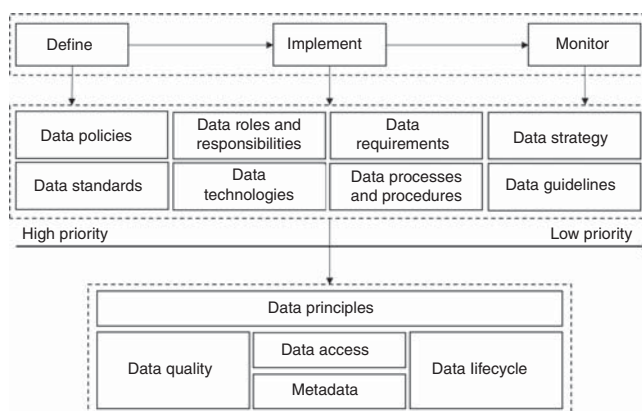 Define
Implement
Monitor
Data policies
Data roles and
responsibilities
Data
requirements
Data strategy
Data standards
Data
technologies
Data processes
and procedures
Data guidelines
High priority
Low priority
Data principles
Data quality
Data access
Metadata
Data lifecycle